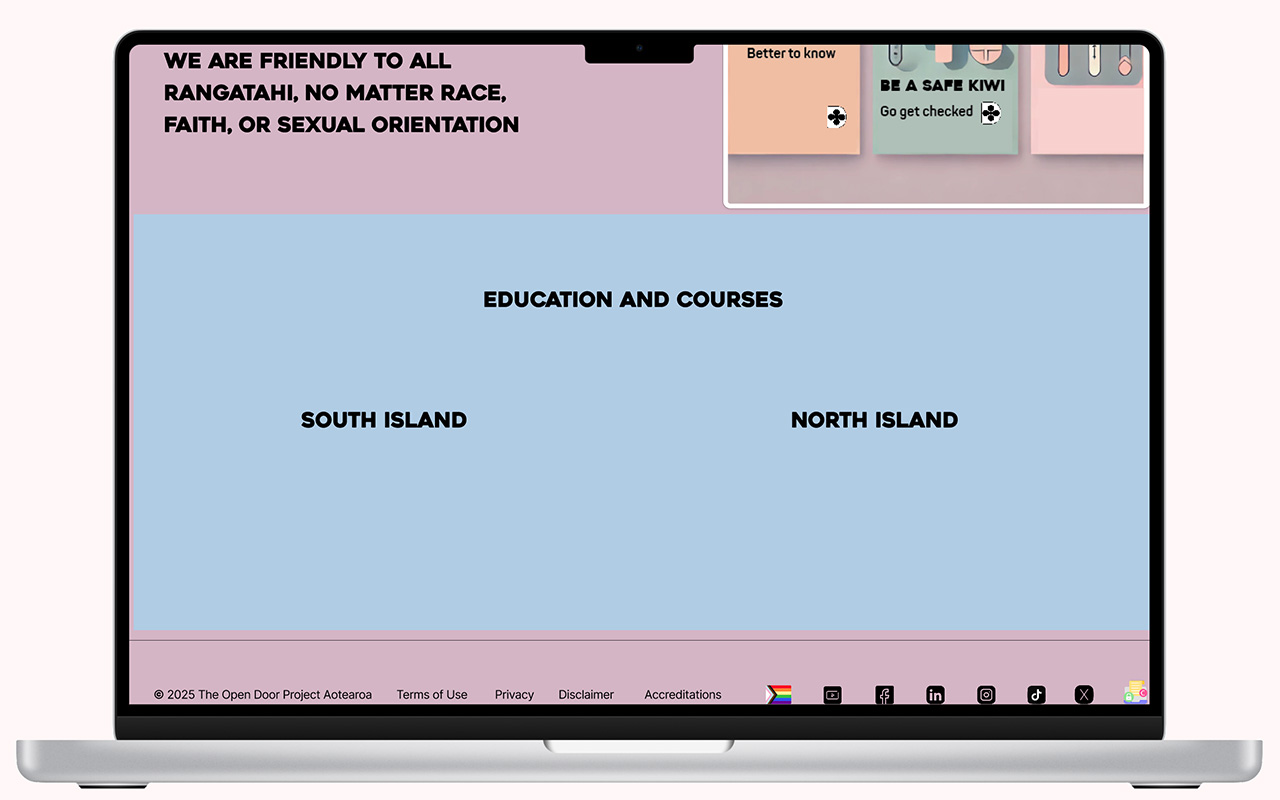 WE ARE FRIENDLY TO ALL
RANGATAHI, NO MATTER RACE,
FAITH, OR SEXUAL ORIENTATION
Better to know
BE A SAFE KIWI
Go get checked
EDUCATION AND COURSES
SOUTH ISLAND
NORTH ISLAND
© 2025 The Open Door Project Aotearoa Terms of Use Privacy Disclaimer Accreditations